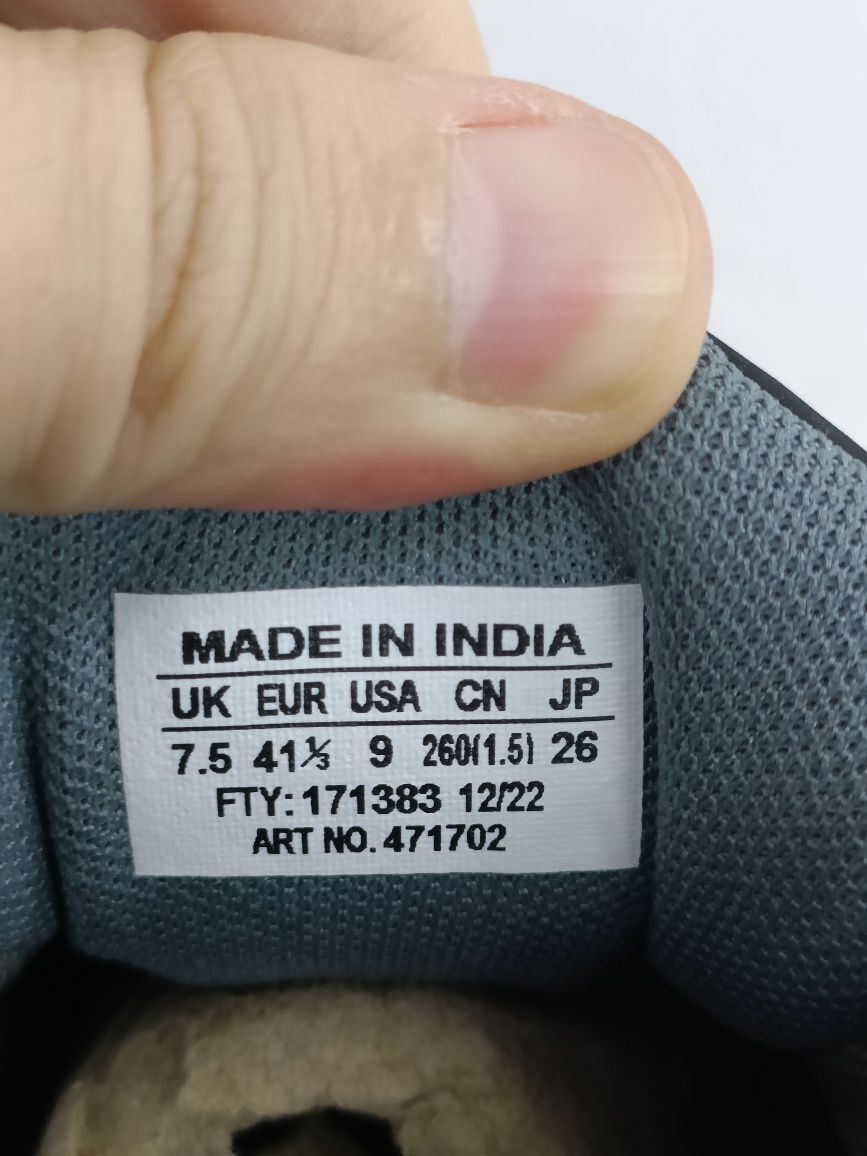 MADE IN INDIA
UK EUR USA CN JP
7.5 41⅓ 9 260(1.5) 26
FTY: 171383 12/22
ART NO. 471702